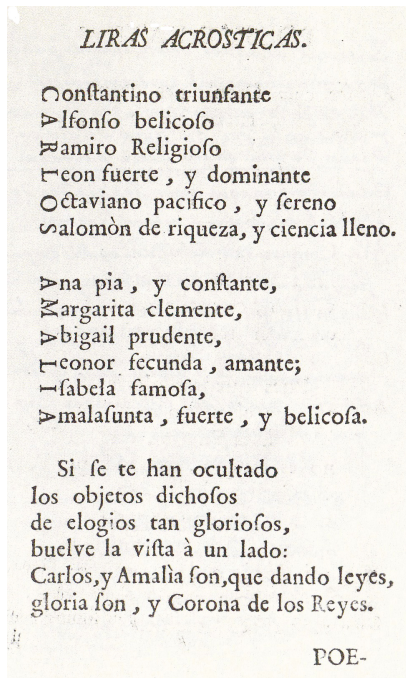 LIRAS ACROSTICAS.
Conſtantino triunfante
Alfonſo belicoſo
Ramiro Religioſo
Leon fuerte, y dominante
Octaviano pacifico, y ſereno
Salomòn de riqueza, y ciencia lleno.
Ana pia, y conſtante,
Margarita clemente,
Abigail prudente,
Leonor fecunda, amante;
Iſabela famoſa,
Amalaſunta, fuerte, y belicoſa.
Si ſe te han ocultado
los objetos dichoſos
de elogios tan glorioſos,
buelve la viſta à un lado:
Carlos,y Amalìa ſon,que dando leyes,
gloria ſon, y Corona de los Reyes.
POE-